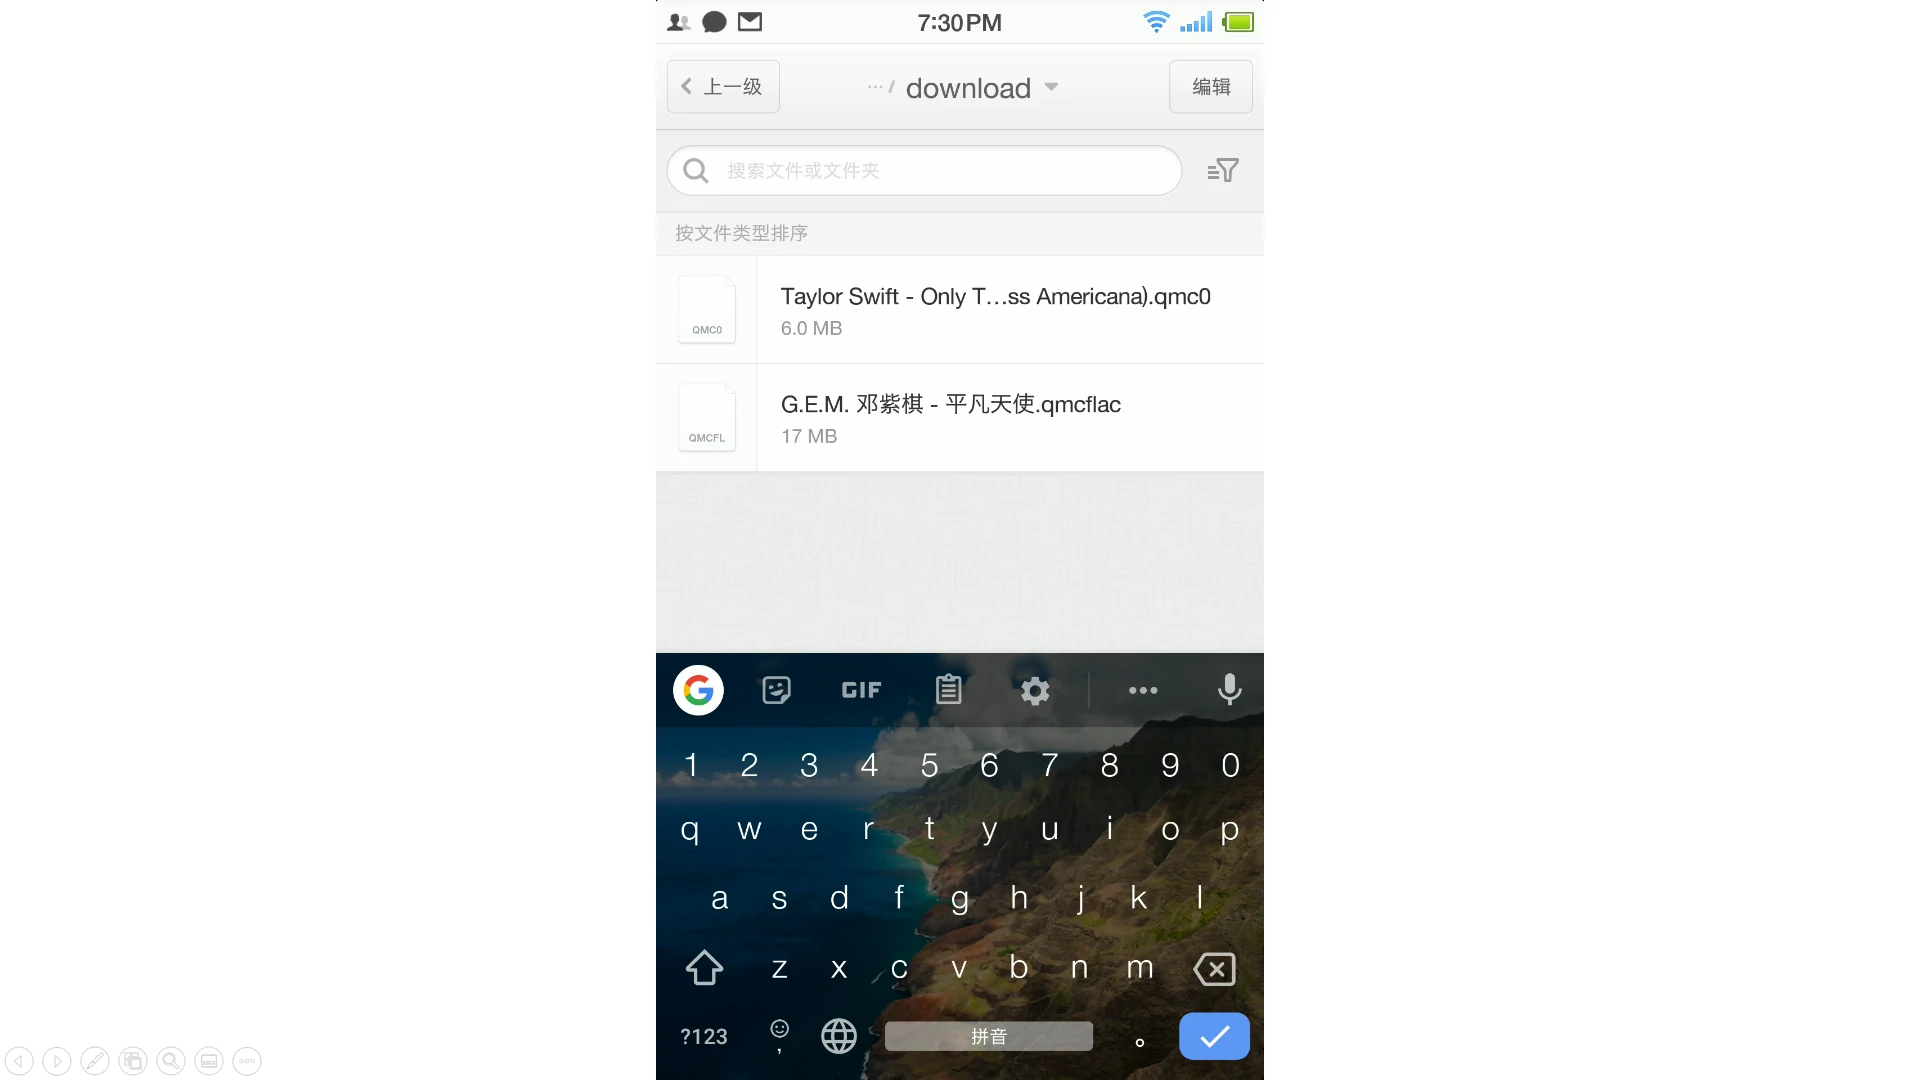 7:30 PM
上一级
··· / download
编辑
搜索文件或文件夹
按文件类型排序
QMC0
Taylor Swift - Only T…ss Americana).qmc0
6.0 MB
QMCFL
G.E.M. 邓紫棋 - 平凡天使.qmcflac
17 MB
GIF
1 2 3 4 5 6 7 8 9 0
q w e r t y u i o p
a s d f g h j k l
z x c v b n m
?123 , 拼音 。